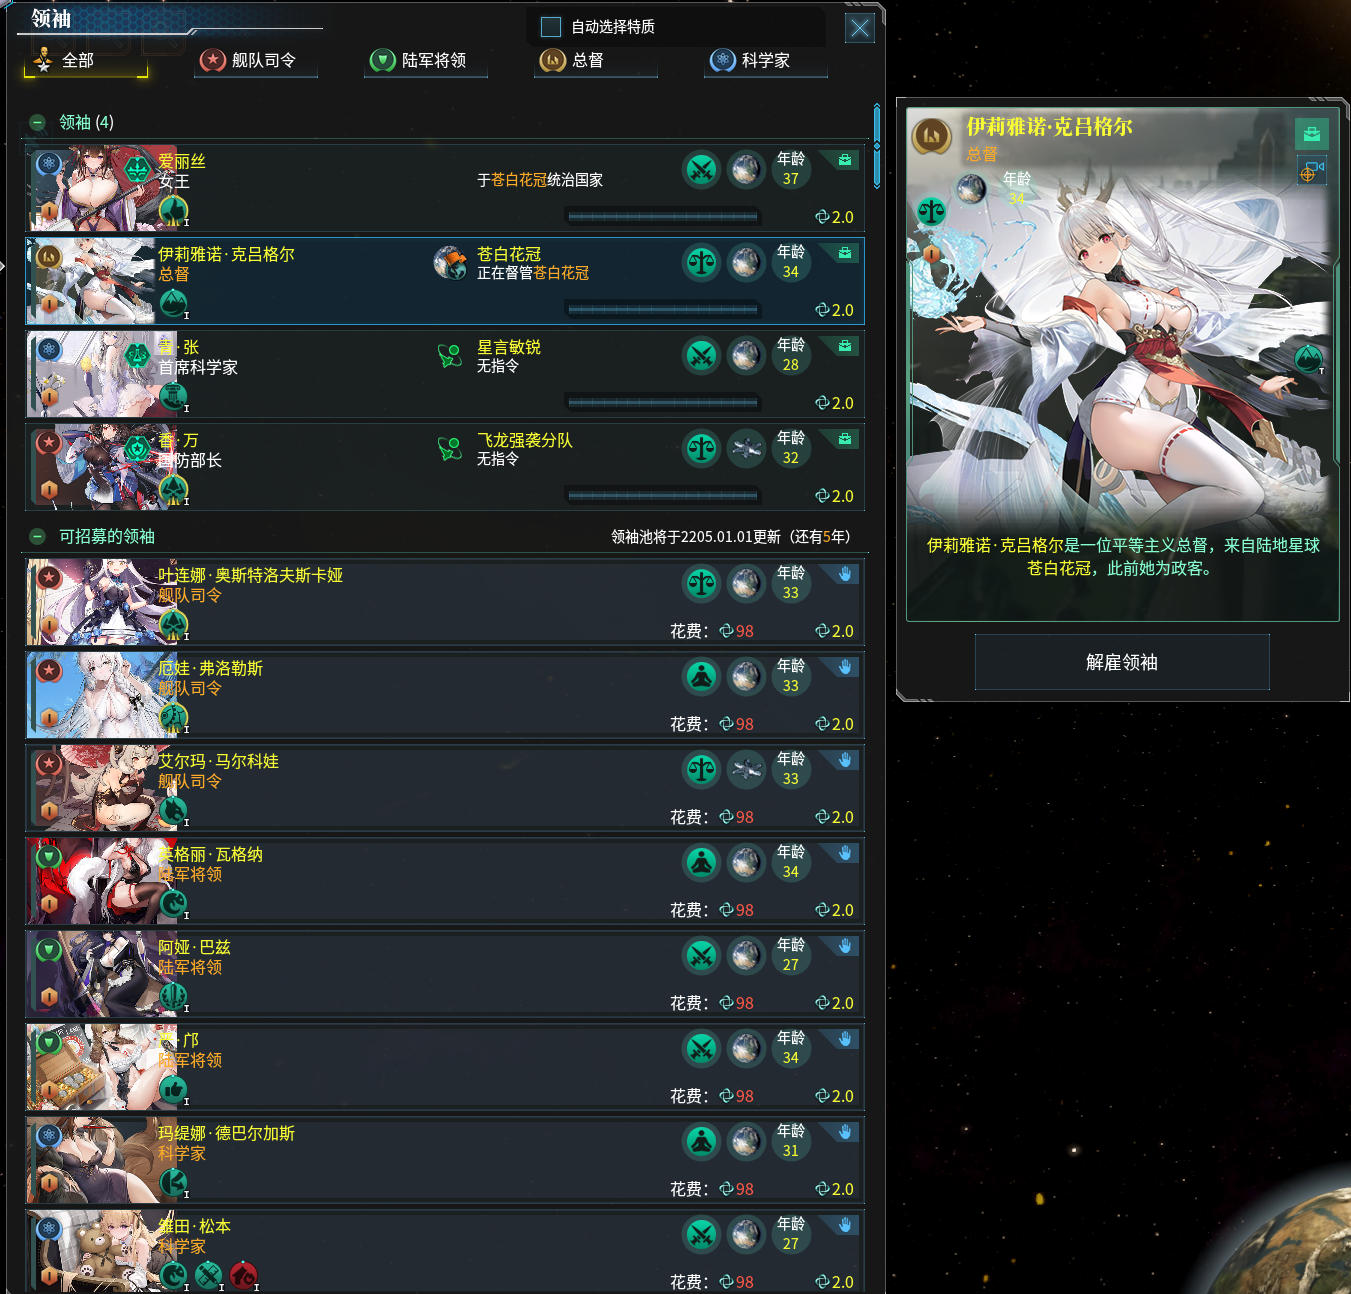 领袖
自动选择特质
全部
舰队司令
陆军将领
总督
科学家
领袖 (4)
爱丽丝
女王
于苍白花冠统治国家
年龄
37
2.0
伊莉雅诺·克吕格尔
总督
苍白花冠
正在督管苍白花冠
年龄
34
2.0
·张
首席科学家
星言敏锐
无指令
年龄
28
2.0
香·万
国防部长
飞龙强袭分队
无指令
年龄
32
2.0
可招募的领袖
领袖池将于2205.01.01更新（还有5年）
叶连娜·奥斯特洛夫斯卡娅
舰队司令
年龄
33
花费：98
2.0
厄娃·弗洛勒斯
舰队司令
年龄
33
花费：98
2.0
艾尔玛·马尔科娃
舰队司令
年龄
33
花费：98
2.0
英格丽·瓦格纳
陆军将领
年龄
34
花费：98
2.0
阿娅·巴兹
陆军将领
年龄
27
花费：98
2.0
·邝
陆军将领
年龄
34
花费：98
2.0
玛缇娜·德巴尔加斯
科学家
年龄
31
花费：98
2.0
雏田·松本
科学家
年龄
27
花费：98
2.0
伊莉雅诺·克吕格尔
总督
年龄
34
伊莉雅诺·克吕格尔是一位平等主义总督，来自陆地星球
苍白花冠，此前她为政客。
解雇领袖